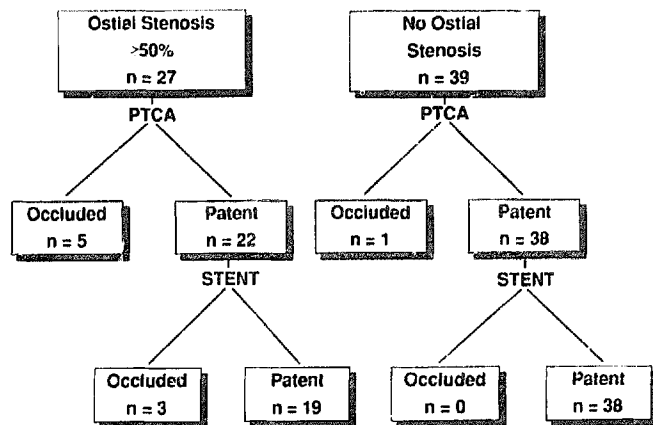 Ostial Stenosis
>50%
n = 27
No Ostial
Stenosis
n = 39
PTCA
PTCA
Occluded
n = 5
Patent
n = 22
Occluded
n = 1
Patent
n = 38
STENT
STENT
Occluded
n = 3
Patent
n = 19
Occluded
n = 0
Patent
n = 38